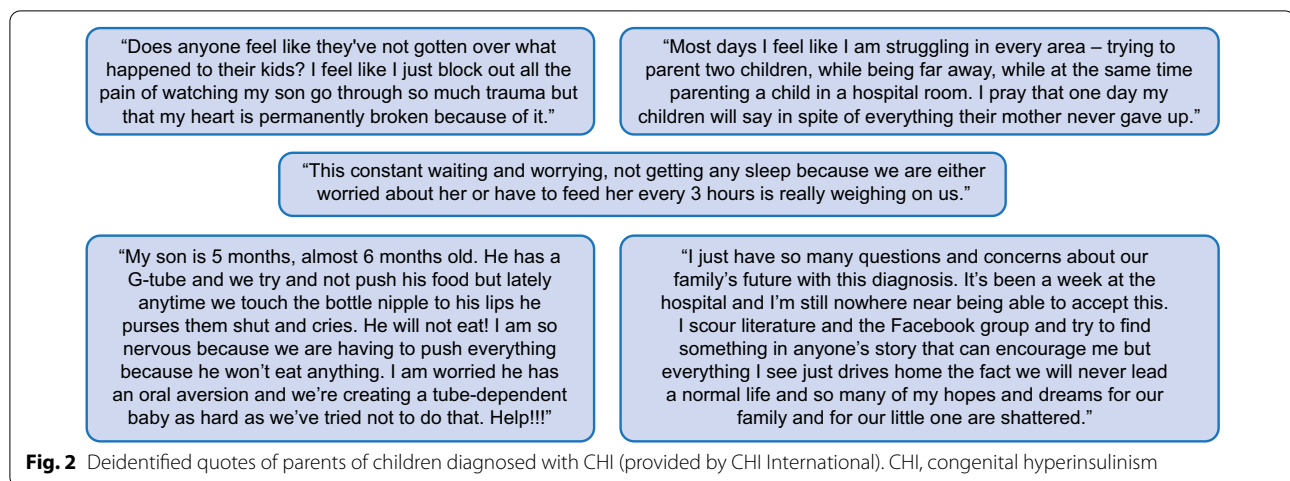 “Does anyone feel like they've not gotten over what
happened to their kids? I feel like I just block out all the
pain of watching my son go through so much trauma but
that my heart is permanently broken because of it.”
“Most days I feel like I am struggling in every area – trying to
parent two children, while being far away, while at the same time
parenting a child in a hospital room. I pray that one day my
children will say in spite of everything their mother never gave up.”
“This constant waiting and worrying, not getting any sleep because we are either
worried about her or have to feed her every 3 hours is really weighing on us.”
“My son is 5 months, almost 6 months old. He has a
G-tube and we try and not push his food but lately
anytime we touch the bottle nipple to his lips he
purses them shut and cries. He will not eat! I am so
nervous because we are having to push everything
because he won’t eat anything. I am worried he has
an oral aversion and we’re creating a tube-dependent
baby as hard as we’ve tried not to do that. Help!!!”
“I just have so many questions and concerns about our
family’s future with this diagnosis. It’s been a week at the
hospital and I’m still nowhere near being able to accept this.
I scour literature and the Facebook group and try to find
something in anyone’s story that can encourage me but
everything I see just drives home the fact we will never lead
a normal life and so many of my hopes and dreams for our
family and for our little one are shattered.”
Fig. 2 Deidentified quotes of parents of children diagnosed with CHI (provided by CHI International). CHI, congenital hyperinsulinism